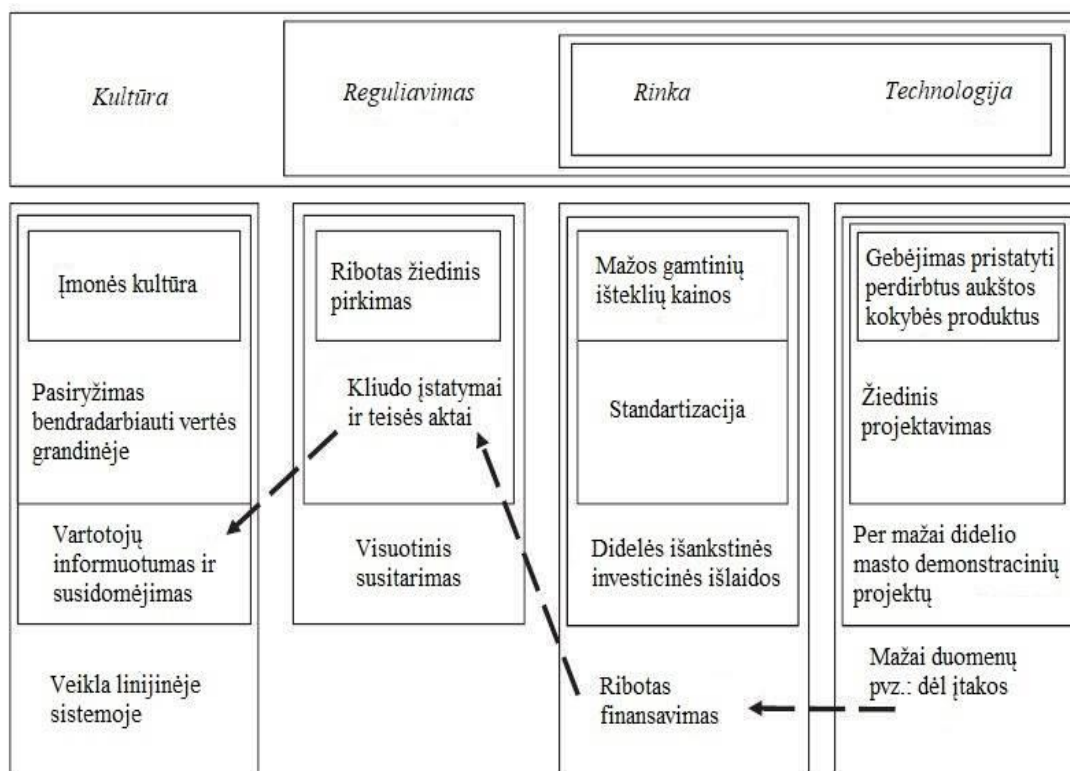 Kultūra
Reguliavimas
Rinka
Technologija
Įmonės kultūra
Pasiryžimas
bendradarbiauti vertės
grandinėje
Vartotojų
informuotumas ir
susidomėjimas
Veikla linijinėje
sistemoje
Ribotas žiedinis
pirkimas
Kliudo įstatymai
ir teisės aktai
Visuotinis
susitarimas
Mažos gamtinių
išteklių kainos
Standartizacija
Didelės išankstinės
investicinės išlaidos
Ribotas
finansavimas
Gebėjimas pristatyti
perdirbtus aukštos
kokybės produktus
Žiedinis
projektavimas
Per mažai didelio
masto demonstracinių
projektų
Mažai duomenų
pvz.: dėl įtakos